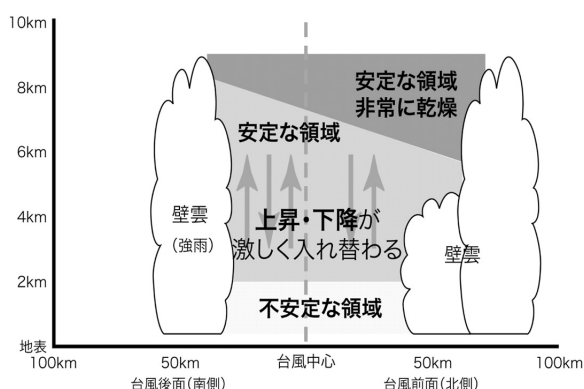 10km
8km
6km
4km
2km
地表
安定な領域
非常に乾燥
安定な領域
上昇・下降が
激しく入れ替わる
壁雲
(強雨)
壁雲
不安定な領域
100km
50km
台風中心
50km
100km
台風後面(南側)
台風前面(北側)